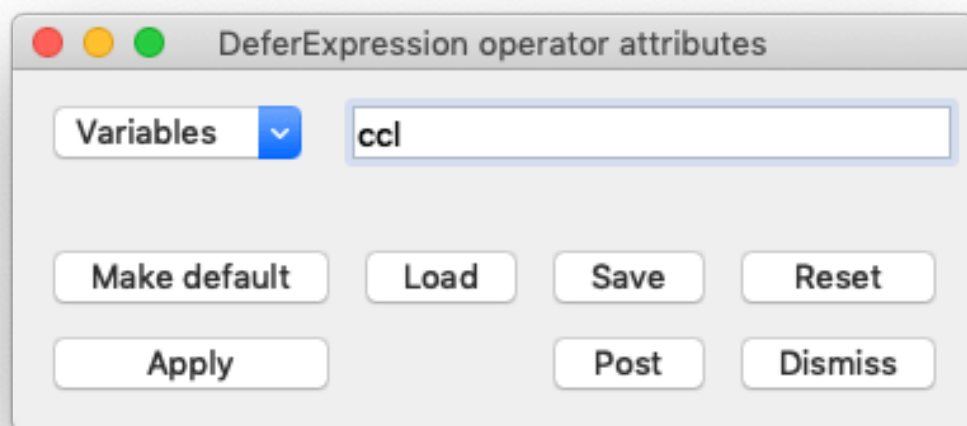 DeferExpression operator attributes
Variables ccl
Make default Load Save Reset
Apply Post Dismiss